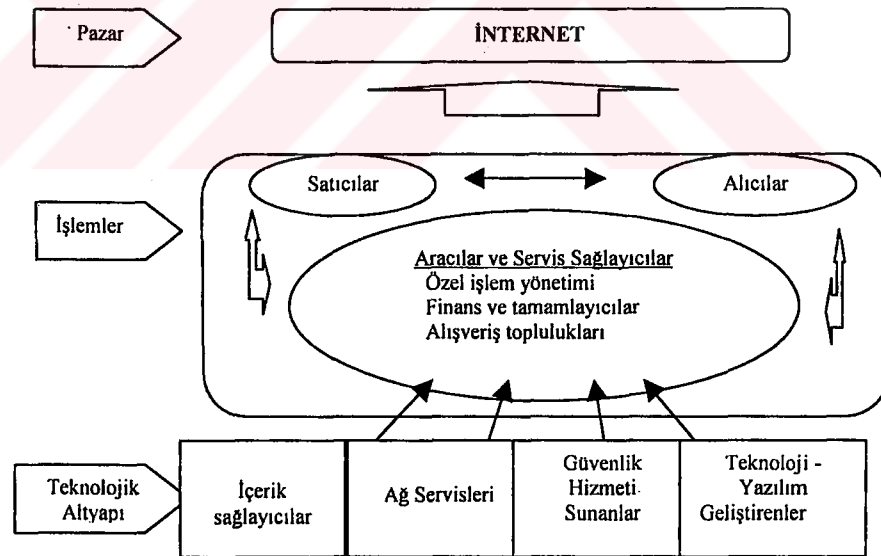 Pazar
İNTERNET
Satıcılar
Alıcılar
İşlemler
Aracılar ve Servis Sağlayıcılar
Özel işlem yönetimi
Finans ve tamamlayıcılar
Alışveriş toplulukları
Teknolojik
Altyapı
İçerik
sağlayıcılar
Ağ Servisleri
Güvenlik
Hizmeti
Sunanlar
Teknoloji -
Yazılım
Geliştirenler